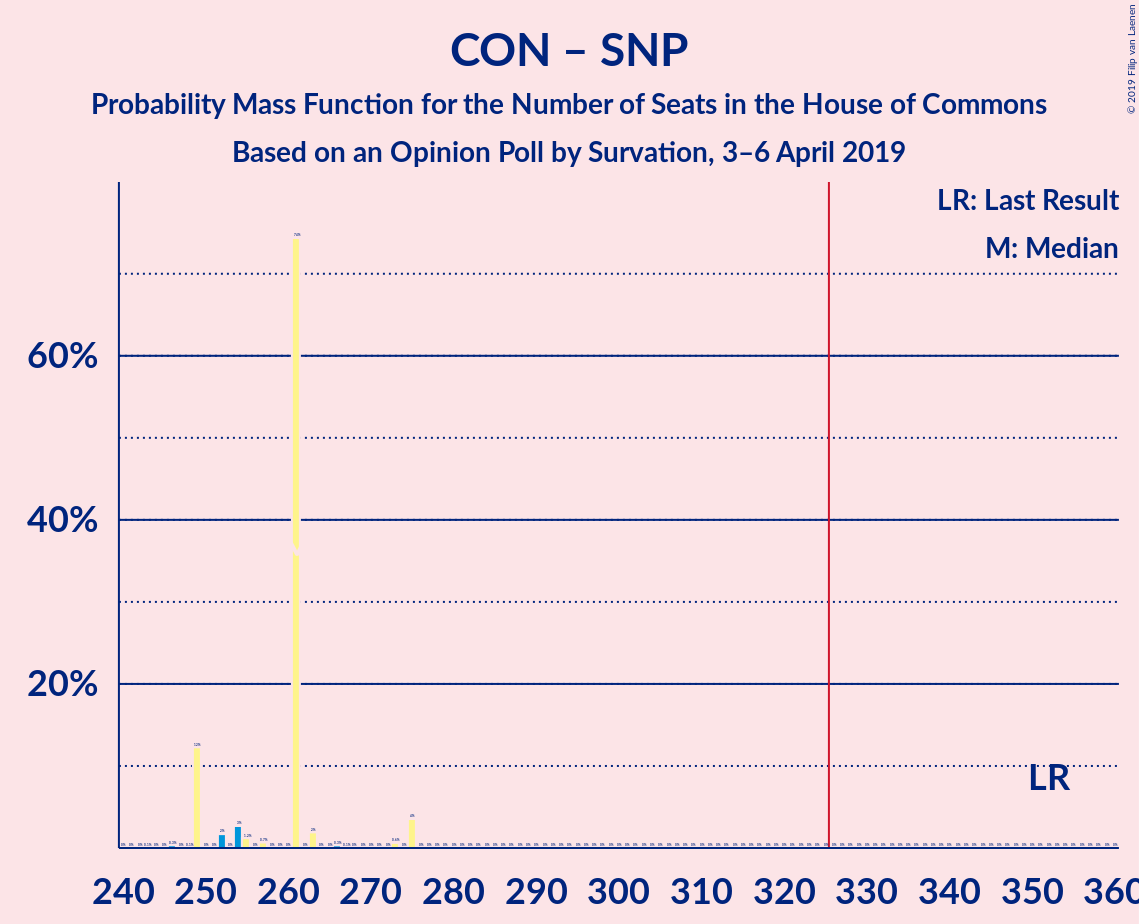 CON – SNP
Probability Mass Function for the Number of Seats in the House of Commons
Based on an Opinion Poll by Survation, 3–6 April 2019
© 2019 Filip van Laenen
LR: Last Result
M: Median
60%
40%
20%
LR
240 250 260 270 280 290 300 310 320 330 340 350 360